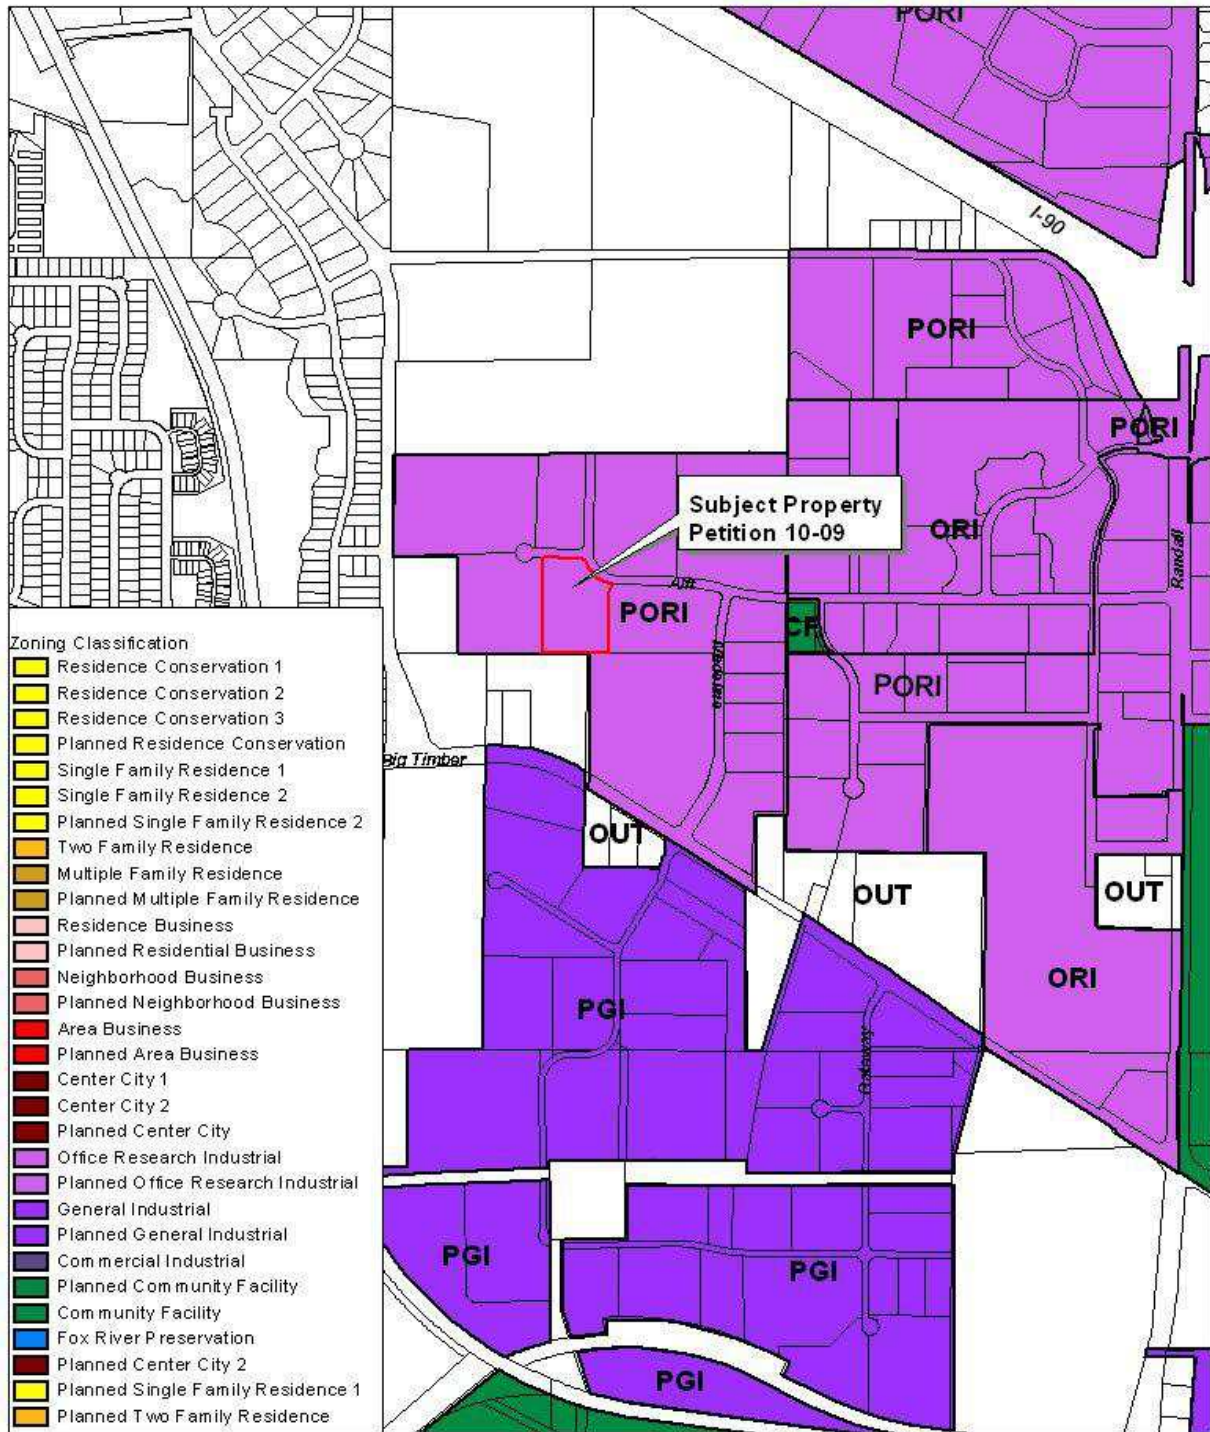 PORI
I-90
PORI
PORI
Subject Property
Petition 10-09
ORI
Randall
PORI
CF
PORI
Big Timber
OUT
OUT
OUT
ORI
PGI
PGI
PGI
PGI
Zoning Classification
Residence Conservation 1
Residence Conservation 2
Residence Conservation 3
Planned Residence Conservation
Single Family Residence 1
Single Family Residence 2
Planned Single Family Residence 2
Two Family Residence
Multiple Family Residence
Planned Multiple Family Residence
Residence Business
Planned Residential Business
Neighborhood Business
Planned Neighborhood Business
Area Business
Planned Area Business
Center City 1
Center City 2
Planned Center City
Office Research Industrial
Planned Office Research Industrial
General Industrial
Planned General Industrial
Commercial Industrial
Planned Community Facility
Community Facility
Fox River Preservation
Planned Center City 2
Planned Single Family Residence 1
Planned Two Family Residence